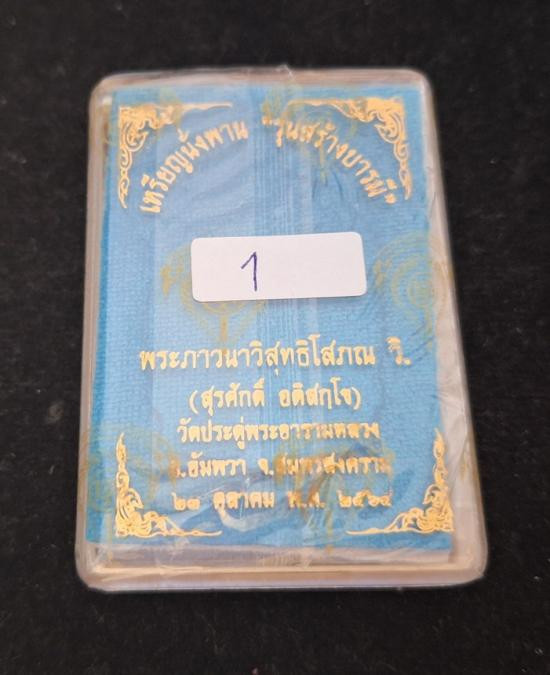 เหรียญนั่งพาน "รุ่นสร้างบารมี"
1
พระภาวนาวิสุทธิโสภณ วิ.
(สุรศักดิ์ อติสกฺโข)
วัดประดู่พระอารามหลวง
อ.อัมพวา จ.สมุทรสงคราม
๒๑ ตุลาคม พ.ศ. ๒๕๖๔